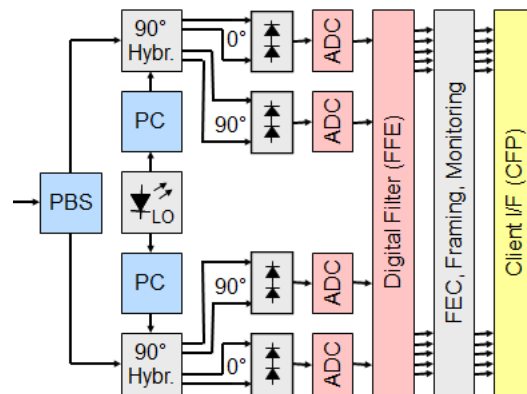 90°
Hybr.
0°
ADC
PC
90°
ADC
PBS
LO
PC
90°
ADC
90°
Hybr.
0°
ADC
Digital Filter (FFE)
FEC, Framing, Monitoring
Client I/F (CFP)